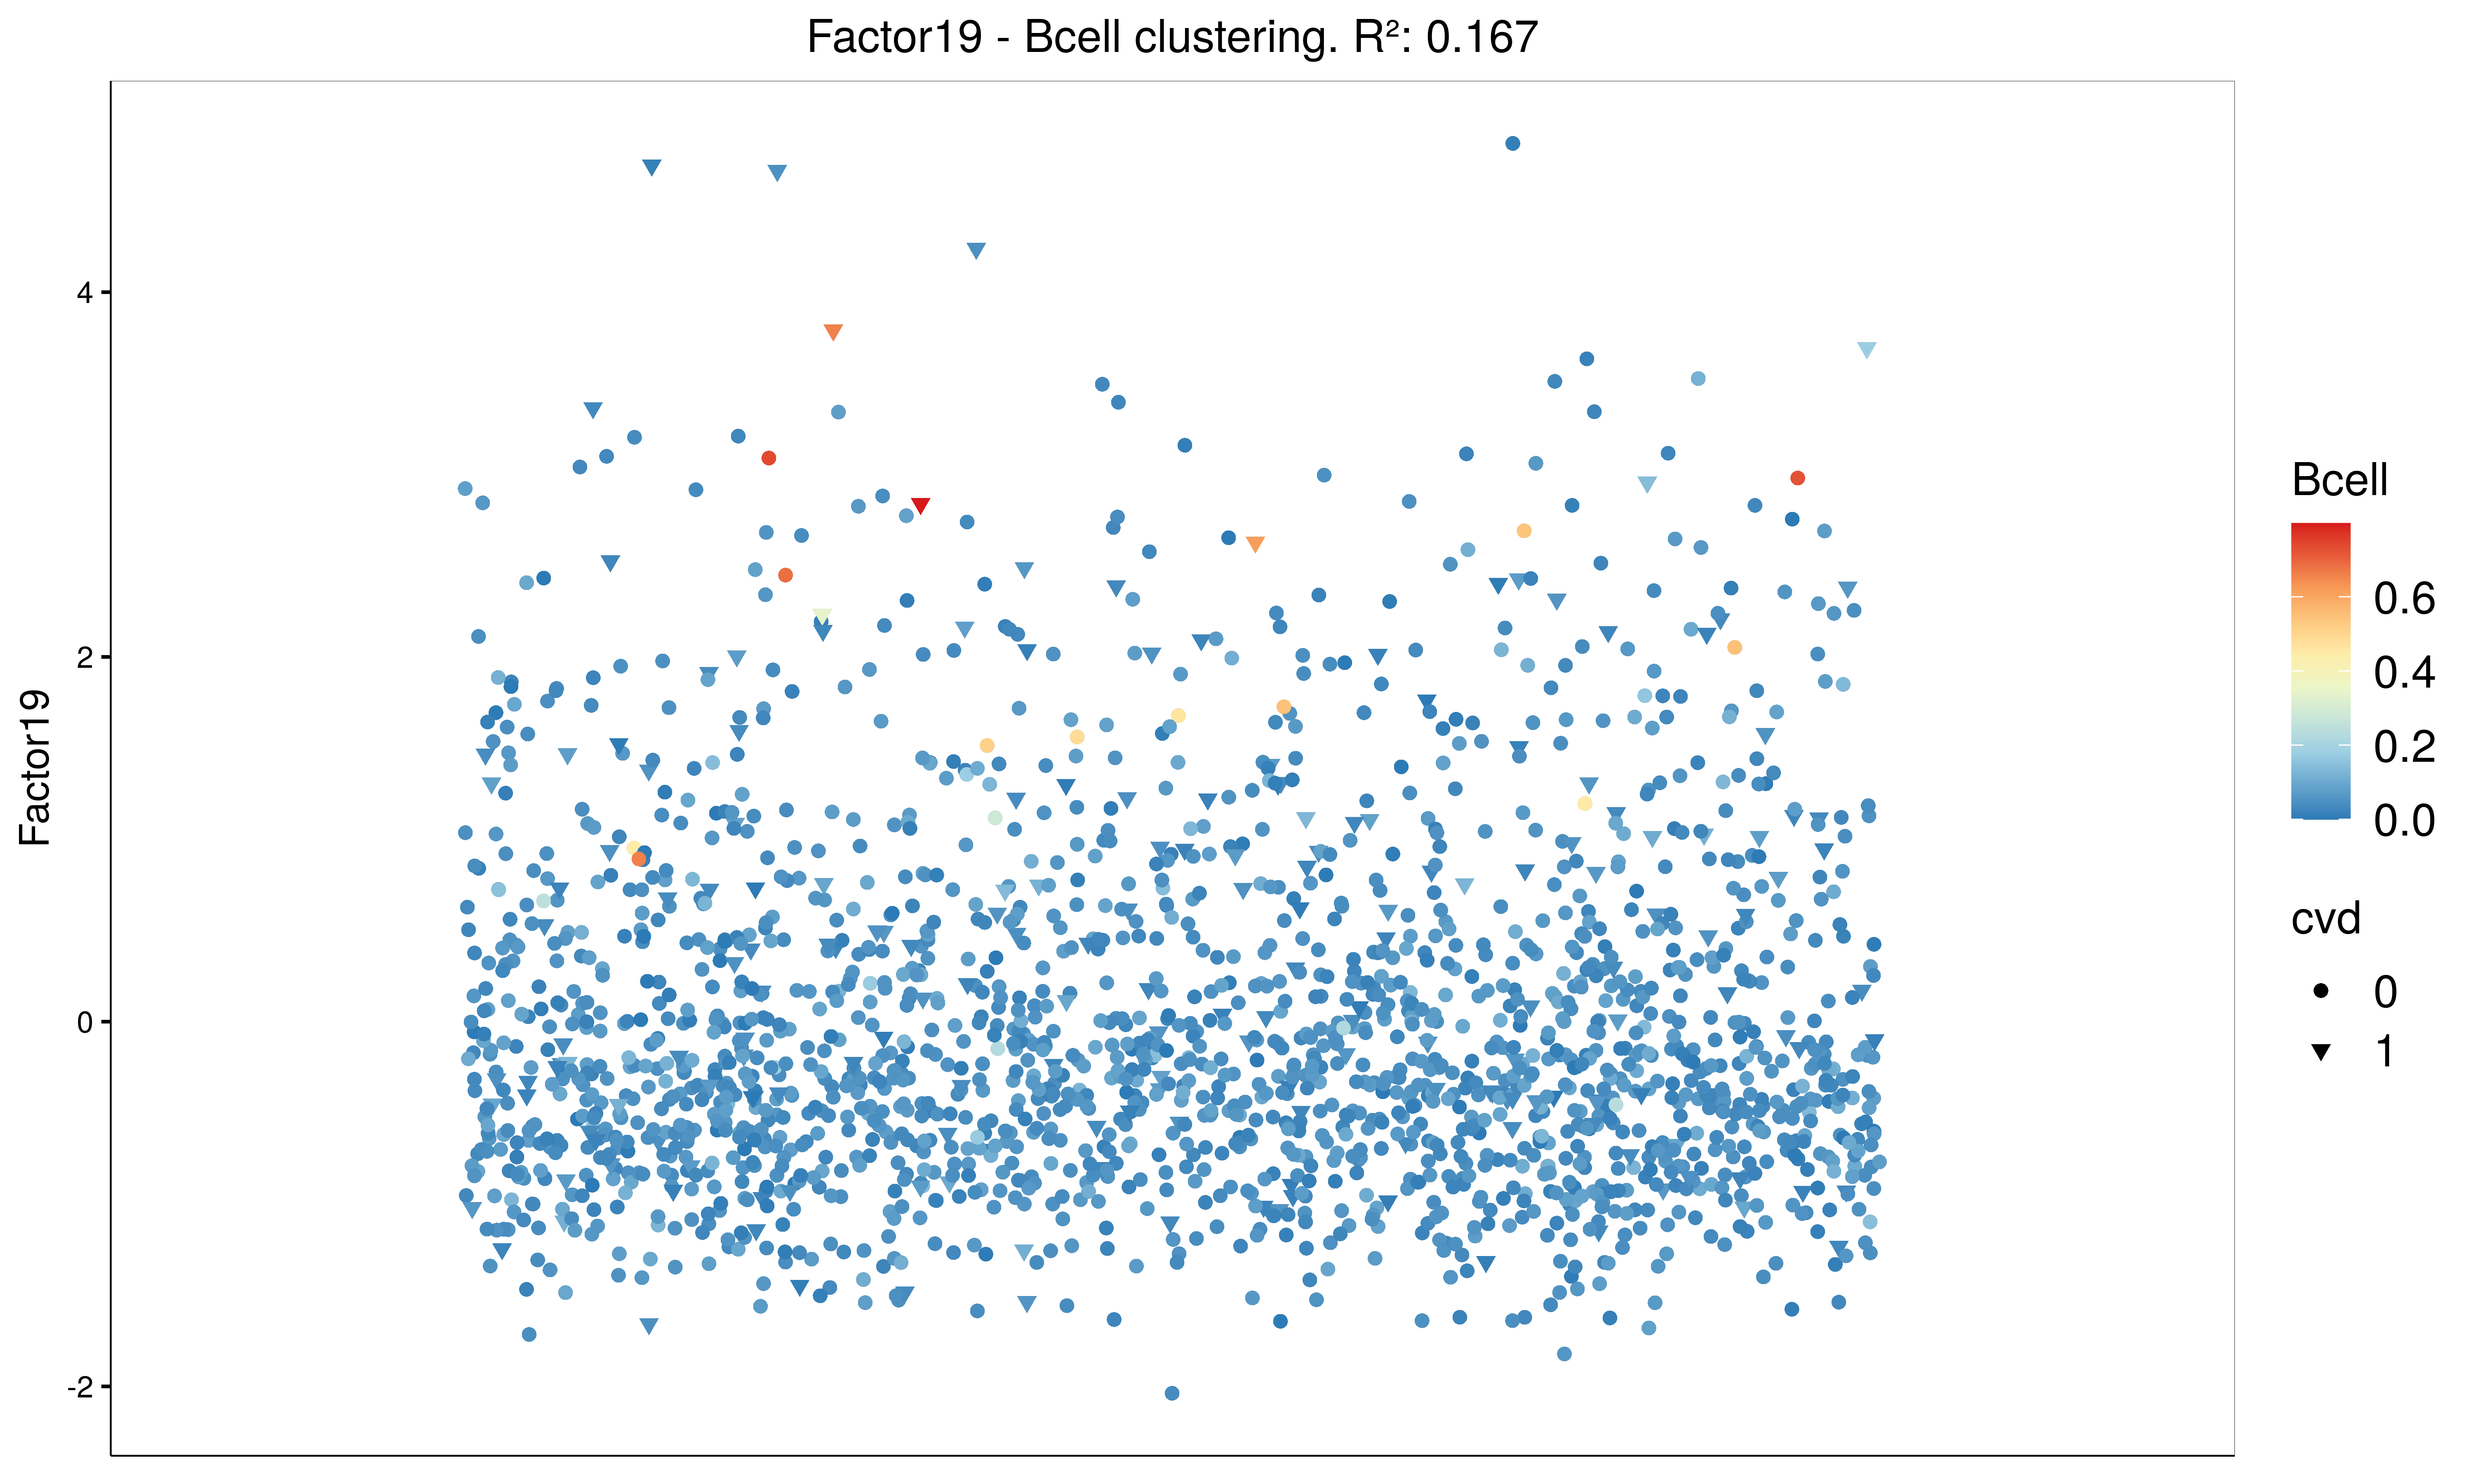 Factor19 - Bcell clustering. R²: 0.167
Factor19
4
2
0
-2
Bcell
0.6
0.4
0.2
0.0
cvd
0
1